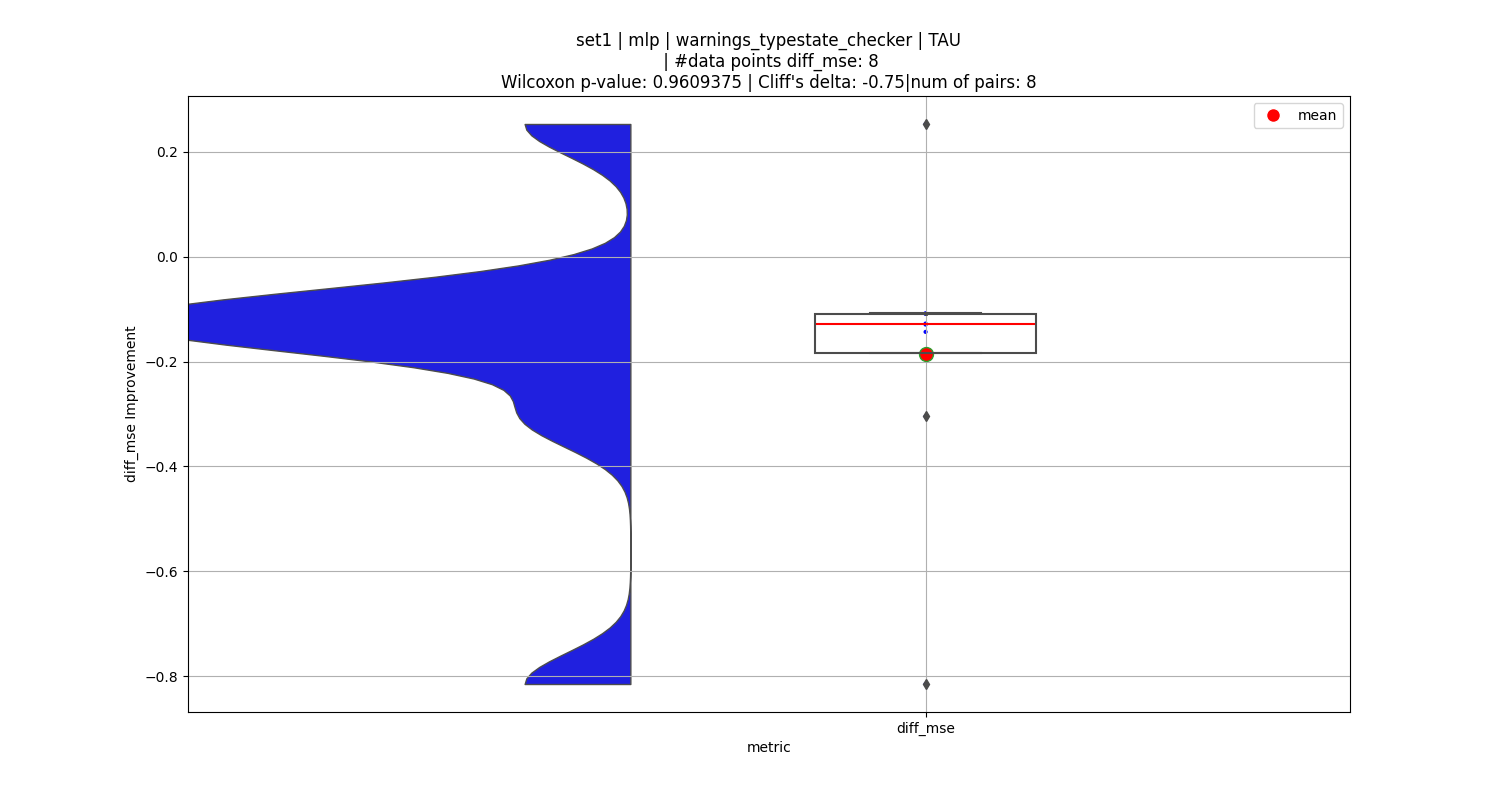 set1 | mlp | warnings_typestate_checker | TAU
| #data points diff_mse: 8
Wilcoxon p-value: 0.9609375 | Cliff's delta: -0.75|num of pairs: 8
mean
0.2
0.0
−0.2
−0.4
−0.6
−0.8
diff_mse Improvement
diff_mse
metric